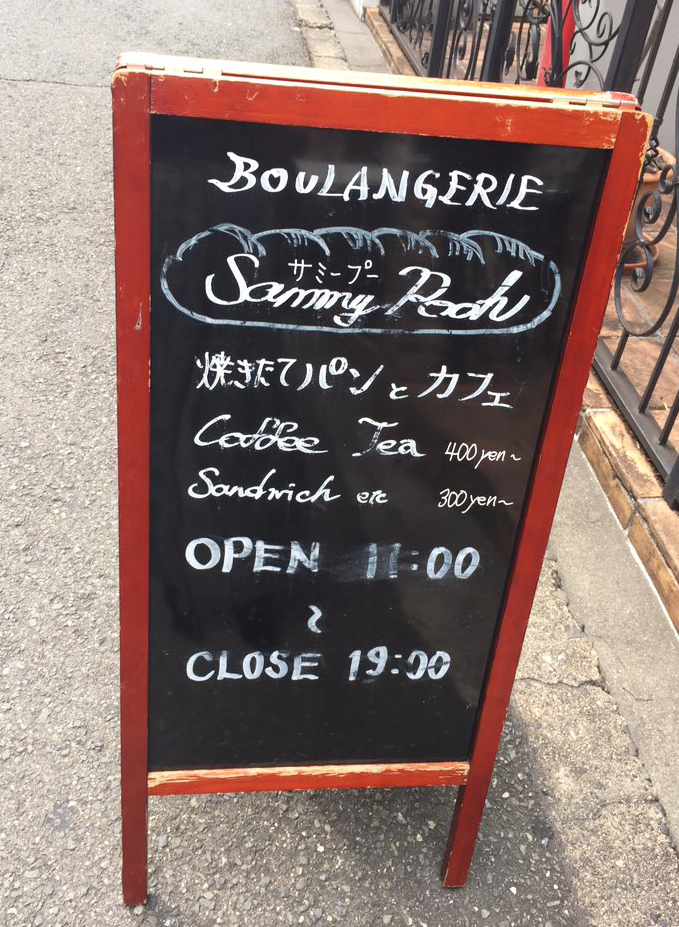 BOULANGERIE
サミープー
Sammy Pooh
焼きたてパンとカフェ
Coffee Tea 400yen~
Sandwich etc 300yen~
OPEN 11:00
~
CLOSE 19:00